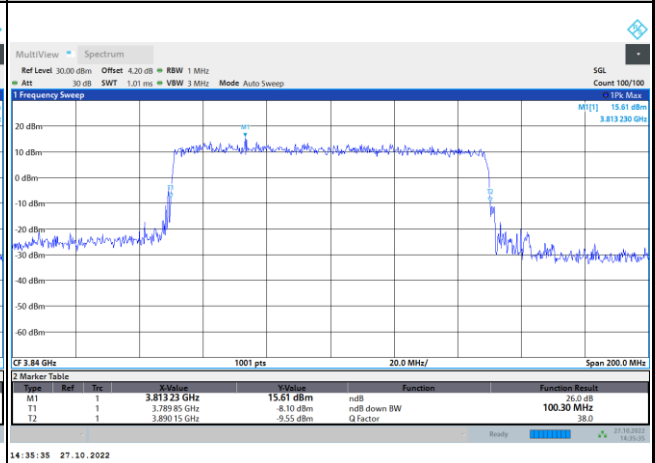 MultiView Spectrum
Ref Level 30.00 dBm Offset 4.20 dB RBW 1 MHz SGL
Att 30 dB SWT 1.01 ms VBW 3 MHz Mode Auto Sweep Count 100/100
1 Frequency Sweep 1Pk Max
M1[1] 15.61 dBm
3.813 230 GHz
M1
20 dBm
10 dBm
0 dBm
T1
T2
-10 dBm
-20 dBm
-30 dBm
-40 dBm
-50 dBm
-60 dBm
CF 3.84 GHz 1001 pts 20.0 MHz/ Span 200.0 MHz
2 Marker Table
Type Ref Trc X-Value Y-Value Function Function Result
M1 1 3.813 23 GHz 15.61 dBm ndB 26.0 dB
T1 1 3.789 85 GHz -8.10 dBm ndB down BW 100.30 MHz
T2 1 3.890 15 GHz -9.55 dBm Q Factor 38.0
Ready 27.10.2022
14:35:35
14:35:35 27.10.2022